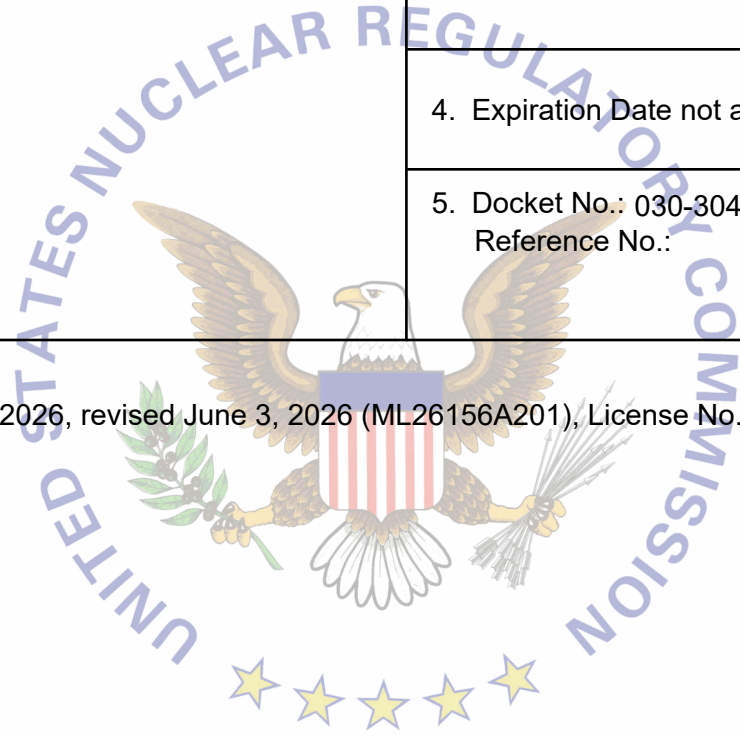 UNITED STATES NUCLEAR REGULATORY COMMISSION
4. Expiration Date not a
5. Docket No.: 030-304
Reference No.:
2026, revised June 3, 2026 (ML26156A201), License No.